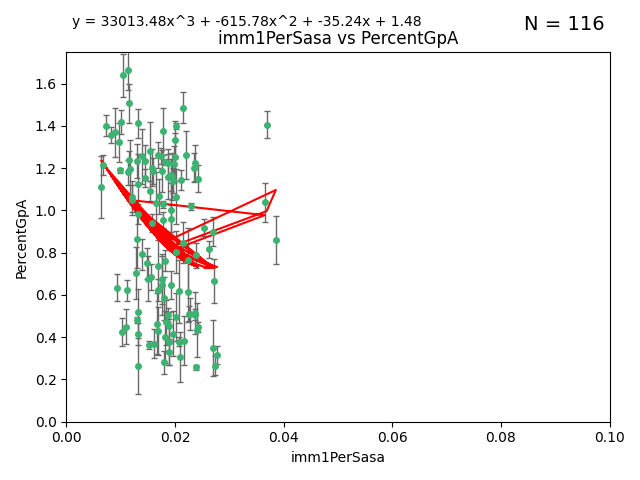 y = 33013.48x^3 + -615.78x^2 + -35.24x + 1.48
N = 116
imm1PerSasa vs PercentGpA
PercentGpA
1.6
1.4
1.2
1.0
0.8
0.6
0.4
0.2
0.0
0.00 0.02 0.04 0.06 0.08 0.10
imm1PerSasa